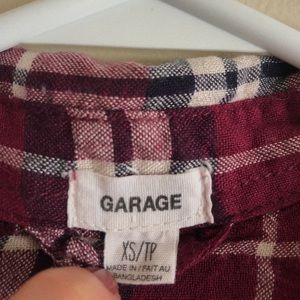 GARAGE
XS/TP
MADE IN / FAIT AU
BANGLADESH